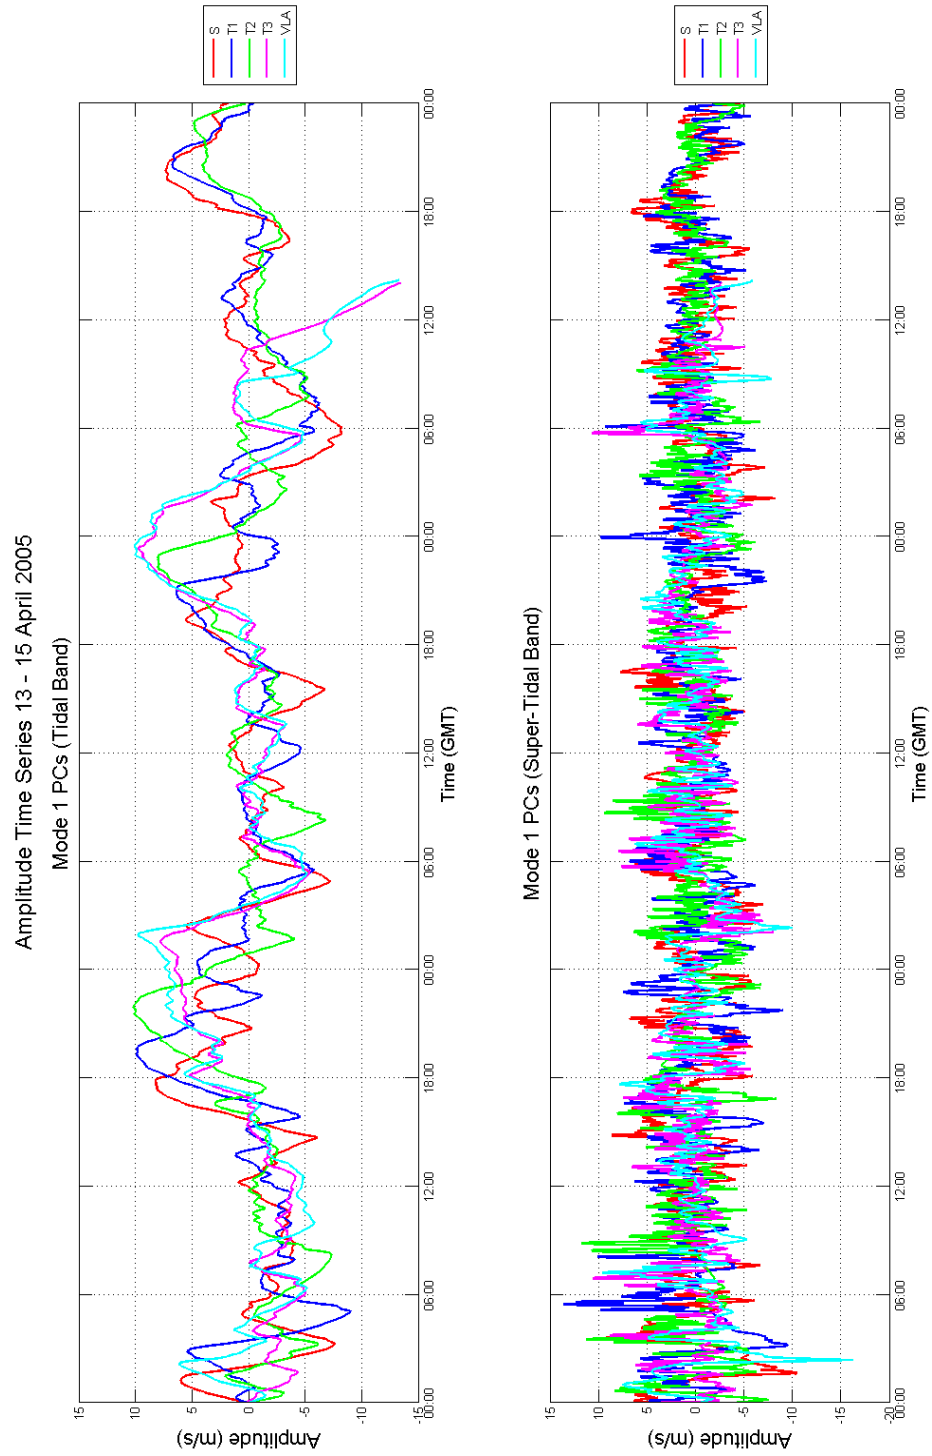 Amplitude Time Series 13 - 15 April 2005
Mode 1 PCs (Tidal Band)
15
10
5
0
-5
-10
-15
Amplitude (m/s)
00:00
06:00
12:00
18:00
00:00
06:00
12:00
18:00
00:00
06:00
12:00
18:00
00:00
Time (GMT)
S
T1
T2
T3
VLA
Mode 1 PCs (Super-Tidal Band)
15
10
5
0
-5
-10
-15
-20
Amplitude (m/s)
00:00
06:00
12:00
18:00
00:00
06:00
12:00
18:00
00:00
06:00
12:00
18:00
00:00
Time (GMT)
S
T1
T2
T3
VLA